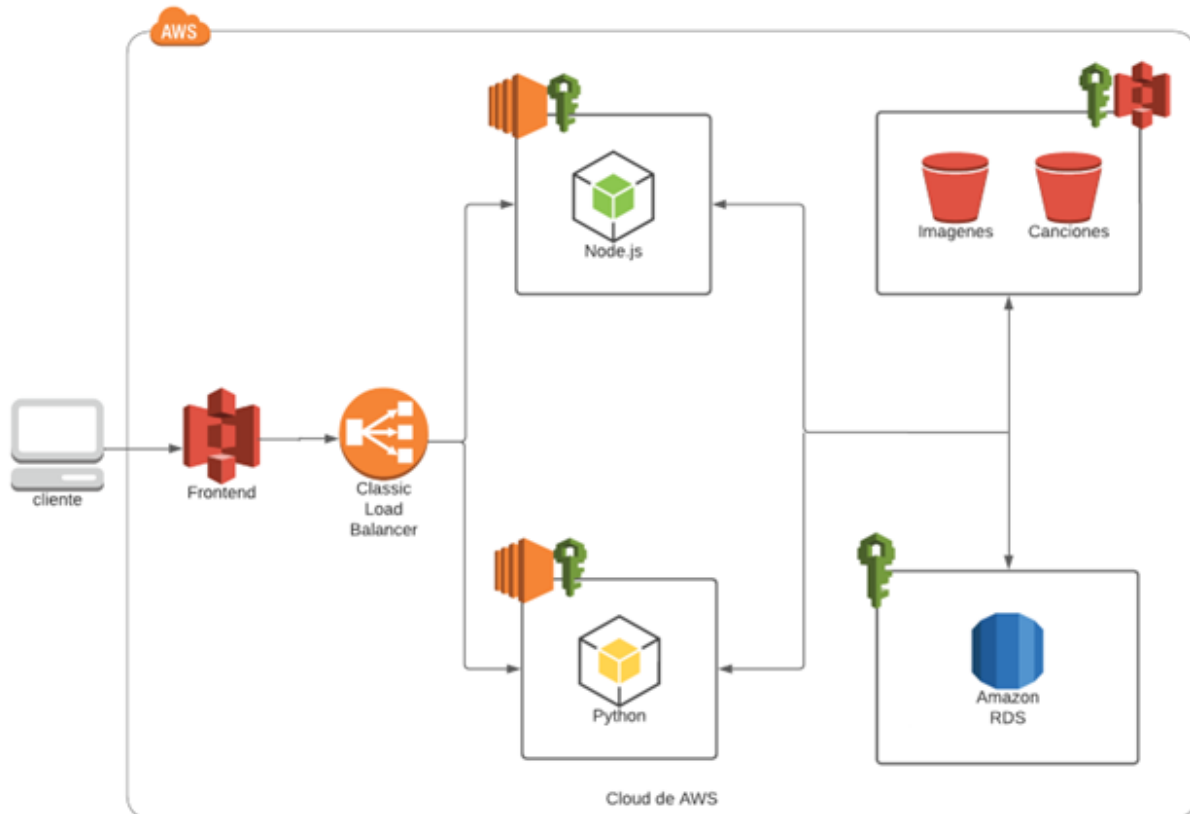 AWS
Node.js
Imagenes
Canciones
cliente
Frontend
Classic
Load
Balancer
Python
Amazon
RDS
Cloud de AWS